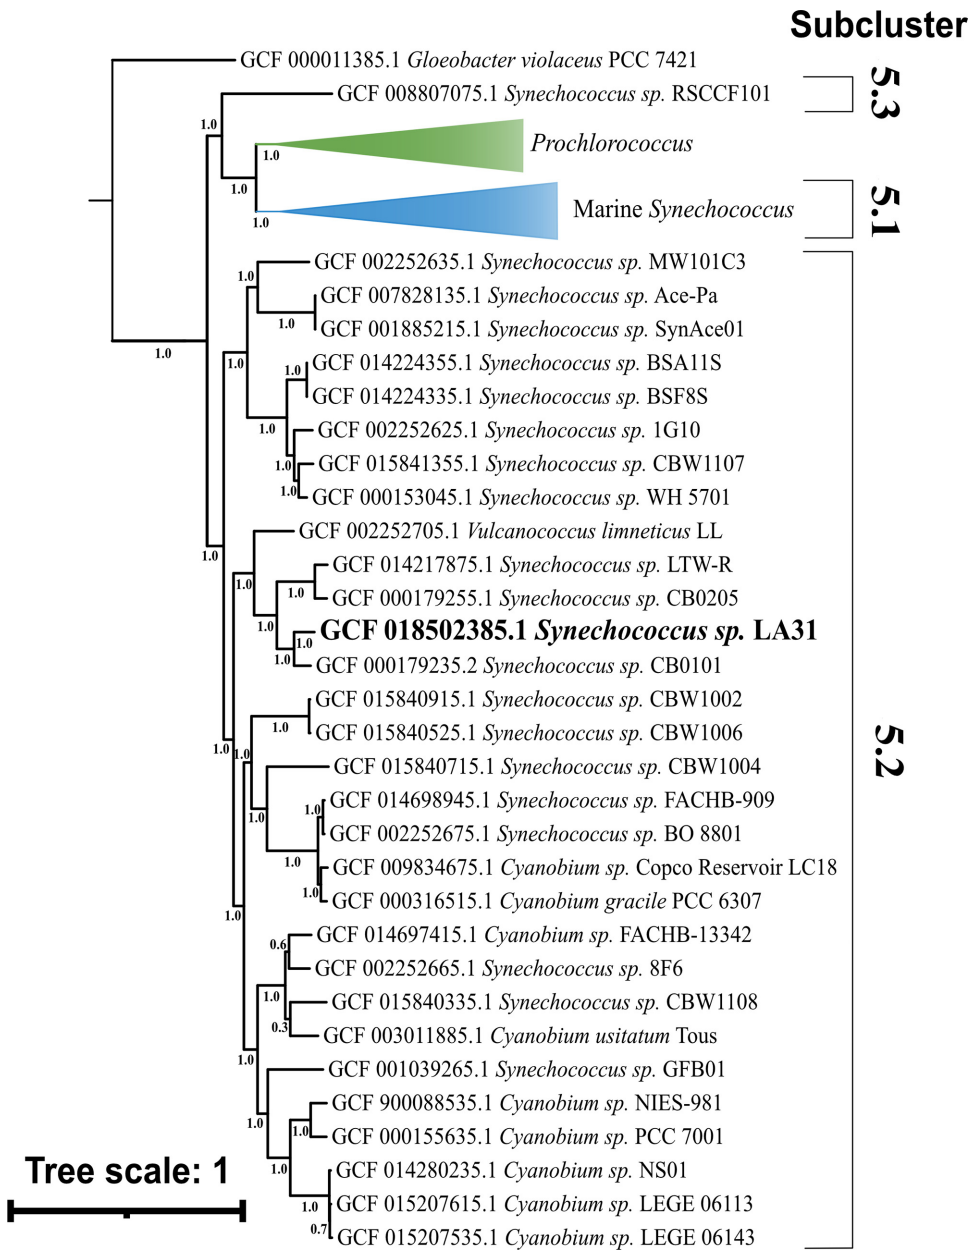 Subcluster
GCF 000011385.1 Gloeobacter violaceus PCC 7421
GCF 008807075.1 Synechococcus sp. RSCCF101
5.3
1.0
Prochlorococcus
1.0
1.0
Marine Synechococcus
5.1
1.0
GCF 002252635.1 Synechococcus sp. MW101C3
1.0
GCF 007828135.1 Synechococcus sp. Ace-Pa
1.0
GCF 001885215.1 Synechococcus sp. SynAce01
1.0
1.0
GCF 014224355.1 Synechococcus sp. BSA11S
1.0
GCF 014224335.1 Synechococcus sp. BSF8S
1.0
GCF 002252625.1 Synechococcus sp. 1G10
1.0
GCF 015841355.1 Synechococcus sp. CBW1107
1.0
GCF 000153045.1 Synechococcus sp. WH 5701
GCF 002252705.1 Vulcanococcus limneticus LL
1.0
GCF 014217875.1 Synechococcus sp. LTW-R
1.0
1.0
GCF 000179255.1 Synechococcus sp. CB0205
1.0
GCF 018502385.1 Synechococcus sp. LA31
1.0
1.0
GCF 000179235.2 Synechococcus sp. CB0101
GCF 015840915.1 Synechococcus sp. CBW1002
1.0
GCF 015840525.1 Synechococcus sp. CBW1006
1.0
1.0
5.2
GCF 015840715.1 Synechococcus sp. CBW1004
GCF 014698945.1 Synechococcus sp. FACHB-909
1.0
1.0
GCF 002252675.1 Synechococcus sp. BO 8801
1.0
GCF 009834675.1 Cyanobium sp. Copco Reservoir LC18
1.0
GCF 000316515.1 Cyanobium gracile PCC 6307
1.0
GCF 014697415.1 Cyanobium sp. FACHB-13342
0.6
GCF 002252665.1 Synechococcus sp. 8F6
1.0
GCF 015840335.1 Synechococcus sp. CBW1108
0.3
GCF 003011885.1 Cyanobium usitatum Tous
1.0
GCF 001039265.1 Synechococcus sp. GFB01
GCF 900088535.1 Cyanobium sp. NIES-981
1.0
1.0
GCF 000155635.1 Cyanobium sp. PCC 7001
1.0
GCF 014280235.1 Cyanobium sp. NS01
Tree scale: 1
1.0
GCF 015207615.1 Cyanobium sp. LEGE 06113
0.7
GCF 015207535.1 Cyanobium sp. LEGE 06143